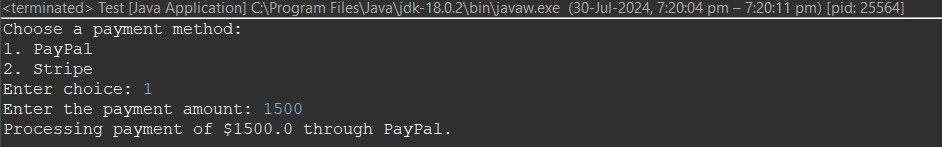 <terminated> Test [Java Application] C:\Program Files\Java\jdk-18.0.2\bin\javaw.exe (30-Jul-2024, 7:20:04 pm – 7:20:11 pm) [pid: 25564]
Choose a payment method:
1. PayPal
2. Stripe
Enter choice: 1
Enter the payment amount: 1500
Processing payment of $1500.0 through PayPal.